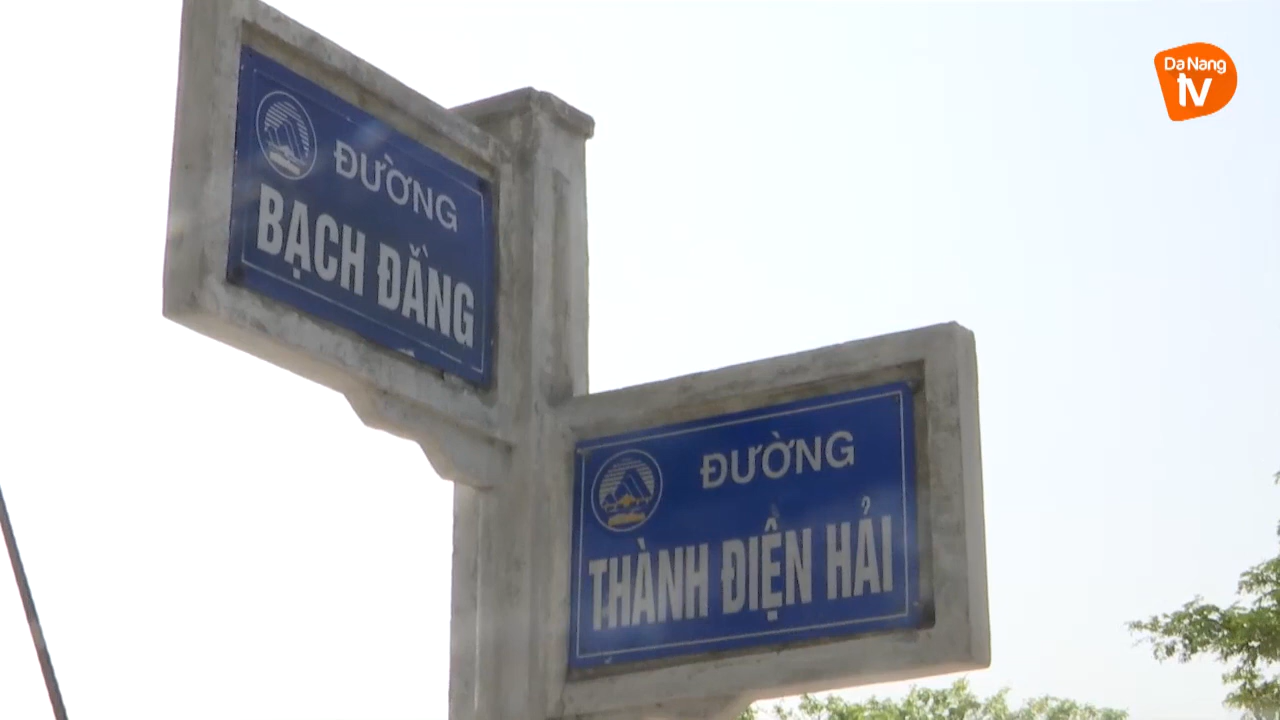 Da Nang
tv
ĐƯỜNG
BẠCH ĐẰNG
ĐƯỜNG
THÀNH ĐIỆN HẢI